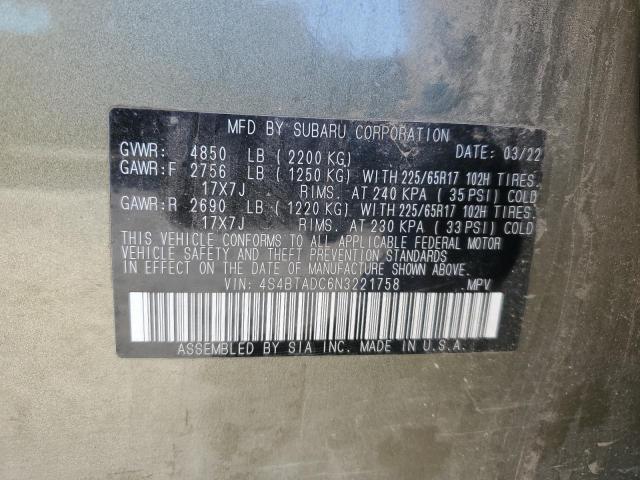 MFD BY SUBARU CORPORATION
GVWR: 4850 LB ( 2200 KG) DATE: 03/22
GAWR:F 2756 LB ( 1250 KG) WITH 225/65R17 102H TIRES.
17X7J RIMS. AT 240 KPA ( 35 PSI) COLD
GAWR:R 2690 LB ( 1220 KG) WITH 225/65R17 102H TIRES.
17X7J RIMS. AT 230 KPA ( 33 PSI) COLD
THIS VEHICLE CONFORMS TO ALL APPLICABLE FEDERAL MOTOR
VEHICLE SAFETY AND THEFT PREVENTION STANDARDS
IN EFFECT ON THE DATE OF MANUFACTURE SHOWN ABOVE.
VIN: 4S4BTADC6N3221758 MPV
ASSEMBLED BY SIA INC. MADE IN U.S.A.